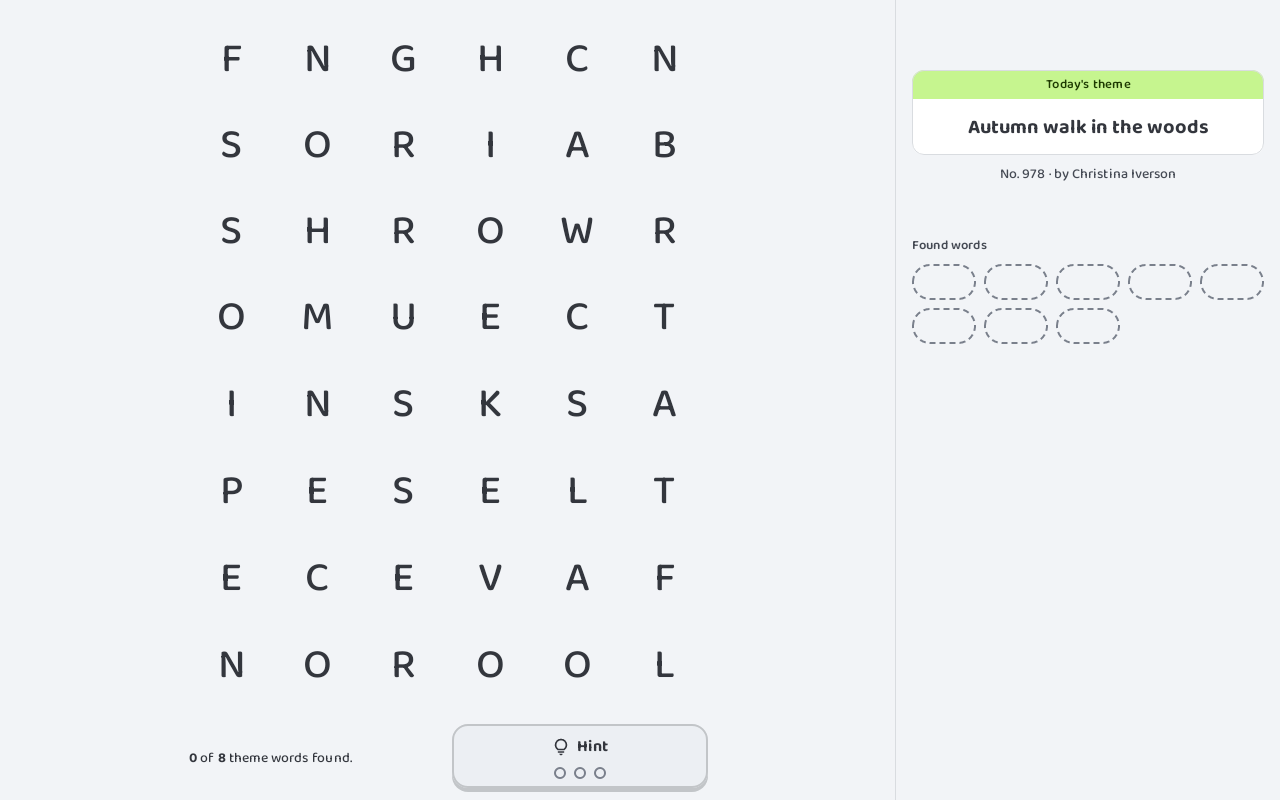 F N G H C N
S O R I A B
S H R O W R
O M U E C T
I N S K S A
P E S E L T
E C E V A F
N O R O O L
0 of 8 theme words found.
Hint
Today's theme
Autumn walk in the woods
No. 978 · by Christina Iverson
Found words